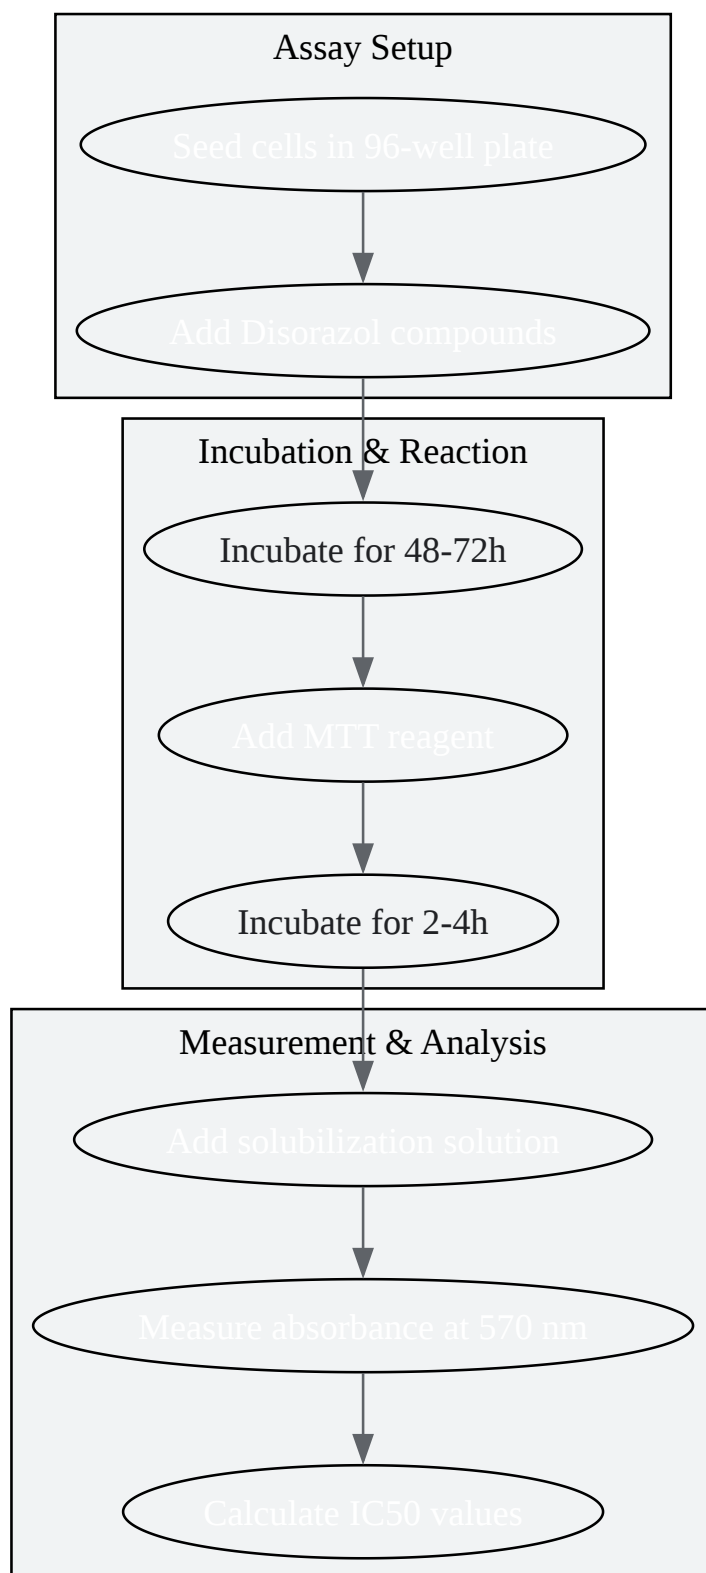 Assay Setup
Seed cells in 96-well plate
Add Disorazol compounds
Incubation & Reaction
Incubate for 48-72h
Add MTT reagent
Incubate for 2-4h
Measurement & Analysis
Add solubilization solution
Measure absorbance at 570 nm
Calculate IC50 values